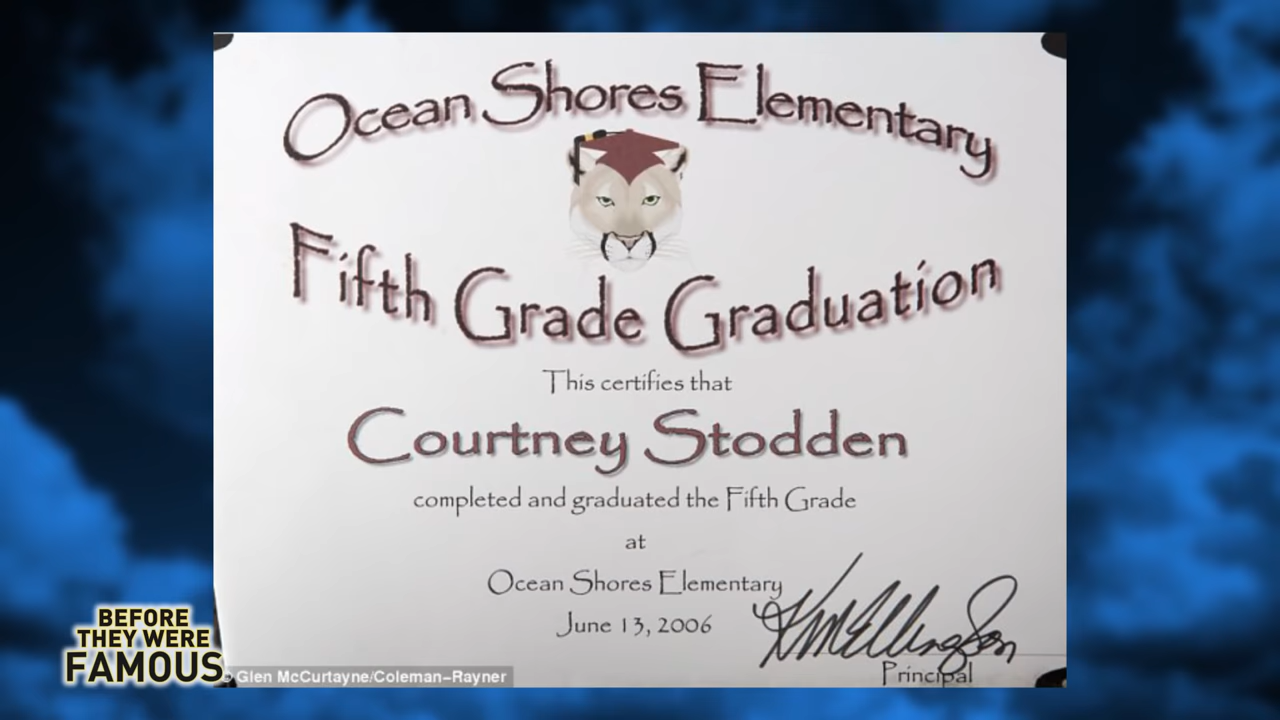 Ocean Shores Elementary
Fifth Grade Graduation
This certifies that
Courtney Stodden
completed and graduated the Fifth Grade
at
Ocean Shores Elementary
June 13, 2006
Principal
BEFORE
THEY WERE
FAMOUS
Glen McCurtayne/Coleman-Rayner